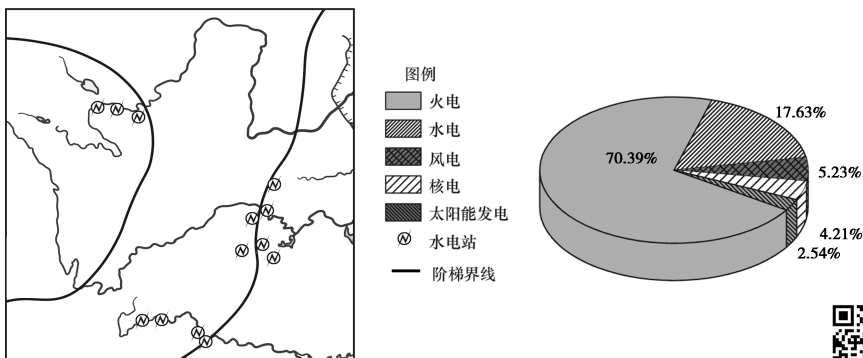 图例
火电
水电
风电
核电
太阳能发电
水电站
阶梯界线
70.39%
17.63%
5.23%
4.21%
2.54%